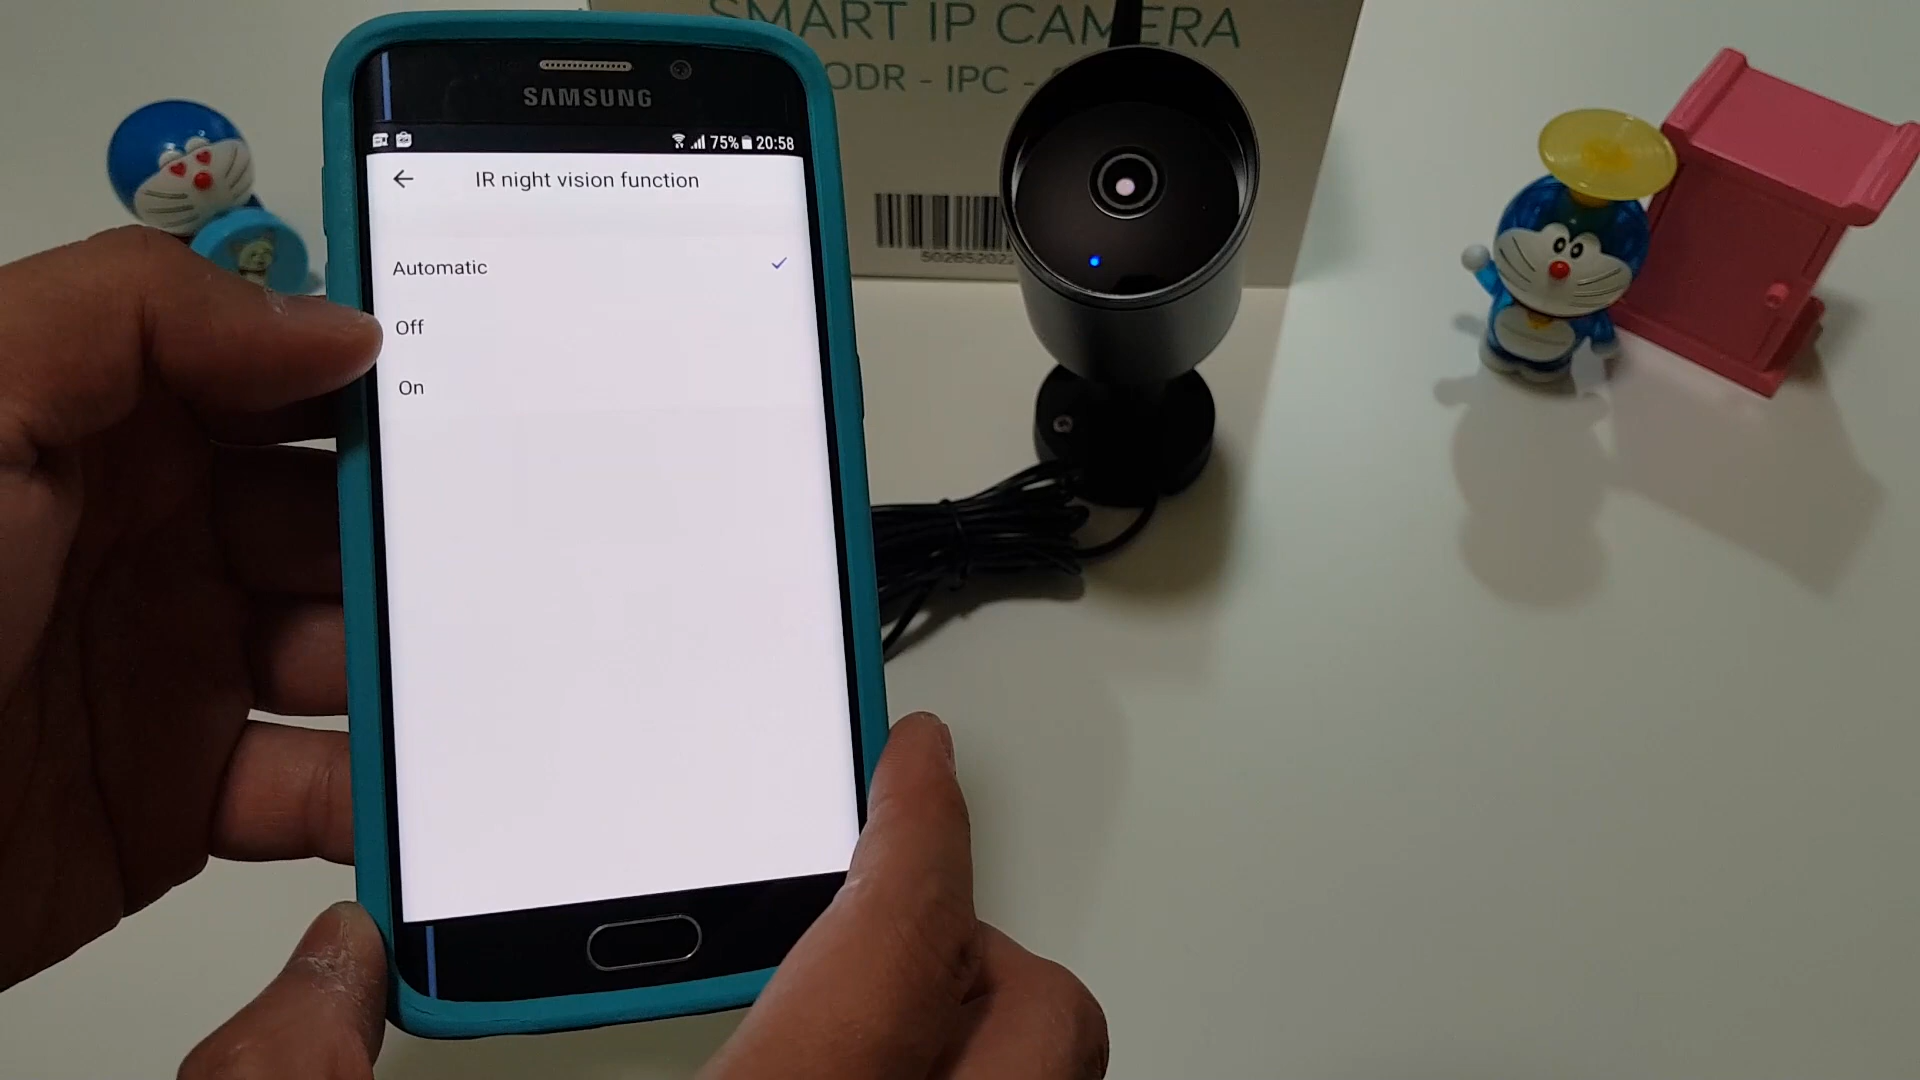 SMART IP CAMERA
ODR - IPC -
SAMSUNG
75% 20:58
IR night vision function
Automatic
Off
On